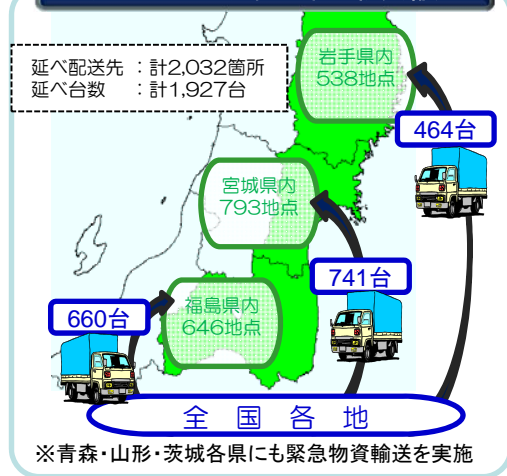 延べ配送先 ：計2,032箇所
延べ台数 ：計1,927台
岩手県内
538地点
464台
宮城県内
793地点
741台
福島県内
646地点
660台
全国各地
※青森・山形・茨城各県にも緊急物資輸送を実施